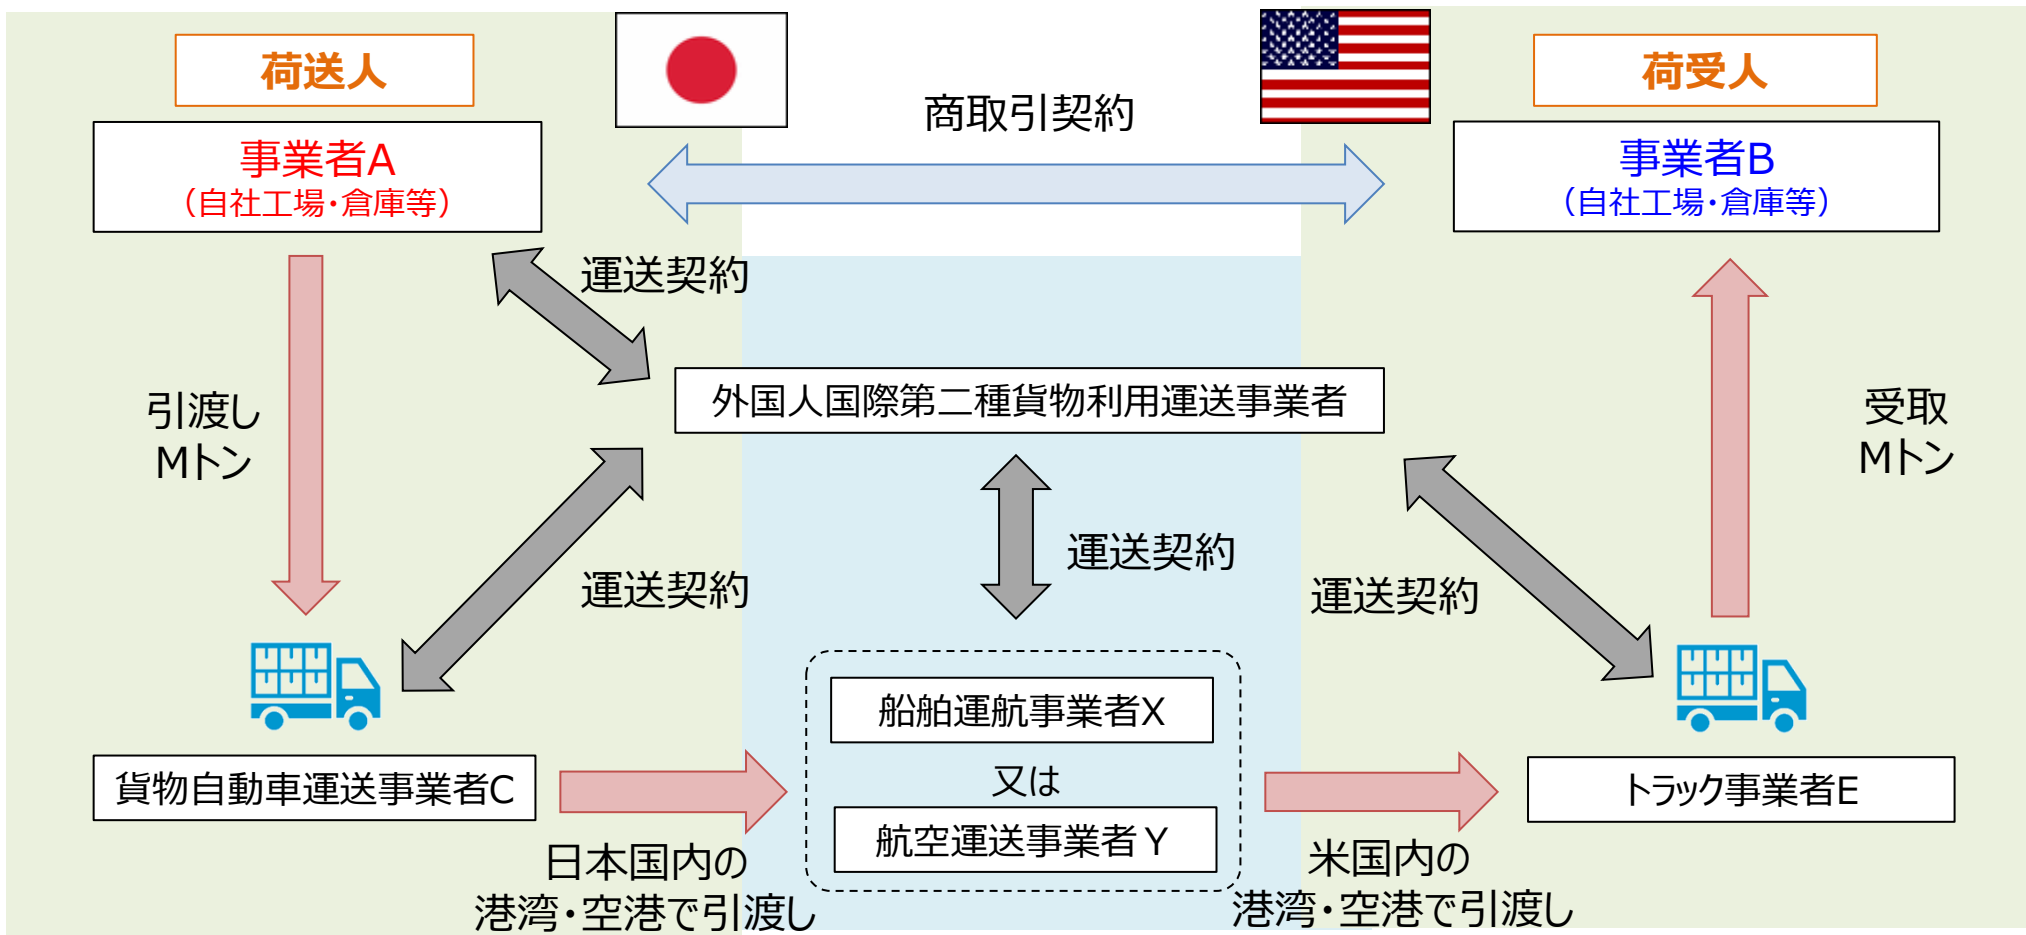 荷送人
荷受人
商取引契約
事業者A
（自社工場・倉庫等）
事業者B
（自社工場・倉庫等）
運送契約
外国人国際第二種貨物利用運送事業者
引渡し
Mトン
受取
Mトン
運送契約
運送契約
運送契約
船舶運航事業者X
又は
航空運送事業者Y
貨物自動車運送事業者C
トラック事業者E
日本国内の
港湾・空港で引渡し
米国内の
港湾・空港で引渡し